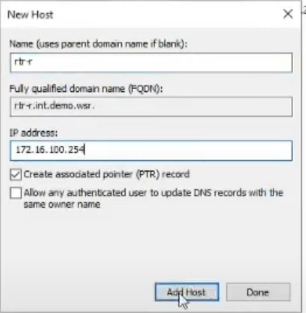 New Host
Name (uses parent domain name if blank):
rtr-r
Fully qualified domain name (FQDN):
rtr-r.int.demo.wsr.
IP address:
172.16.100.254
Create associated pointer (PTR) record
Allow any authenticated user to update DNS records with the
same owner name
Add Host
Done